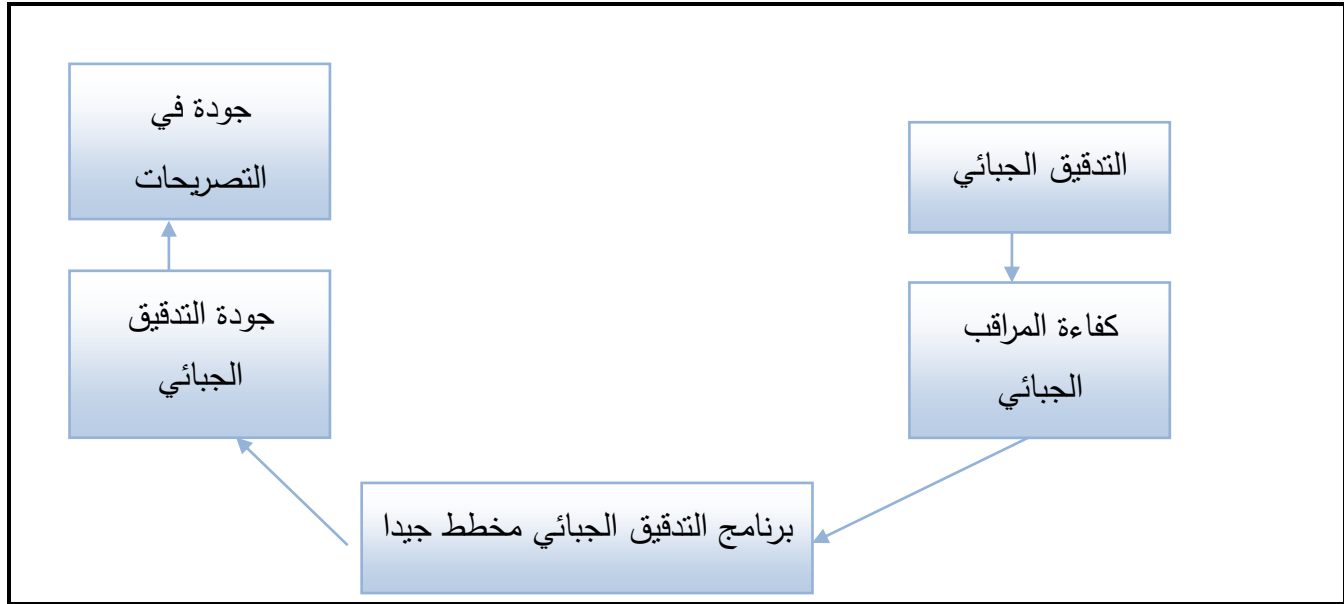 التدقيق الجبائي
كفاءة المراقب
الجبائي
برنامج التدقيق الجبائي مخطط جيدا
جودة التدقيق
الجبائي
جودة في
التصريحات